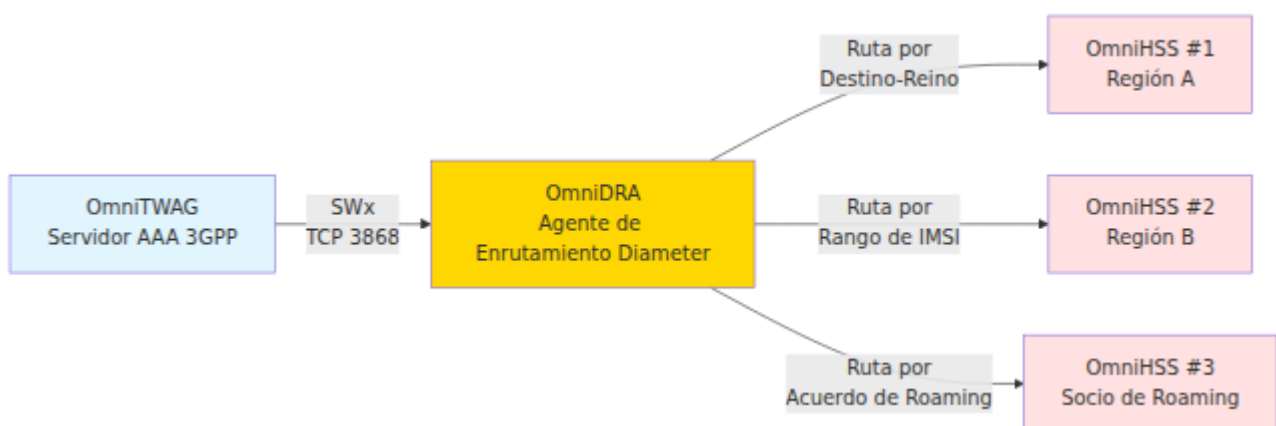 OmniTWAG
Servidor AAA 3GPP
SWx
TCP 3868
OmniDRA
Agente de
Enrutamiento Diameter
Ruta por
Destino-Reino
OmniHSS #1
Región A
Ruta por
Rango de IMSI
OmniHSS #2
Región B
Ruta por
Acuerdo de Roaming
OmniHSS #3
Socio de Roaming